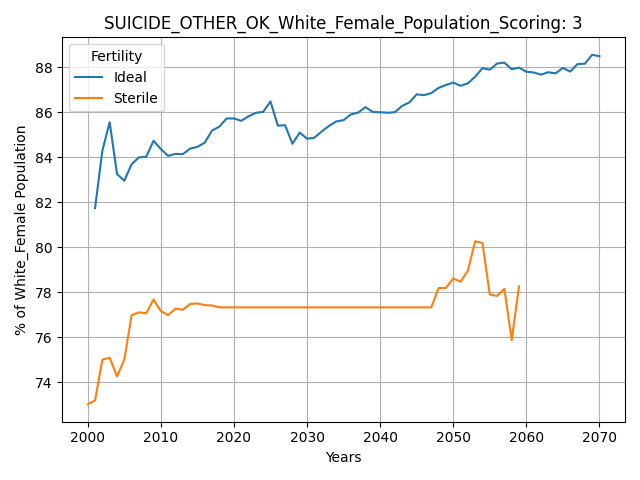 SUICIDE_OTHER_OK_White_Female_Population_Scoring: 3
Fertility
Ideal
Sterile
% of White_Female Population
88
86
84
82
80
78
76
74
2000 2010 2020 2030 2040 2050 2060 2070
Years